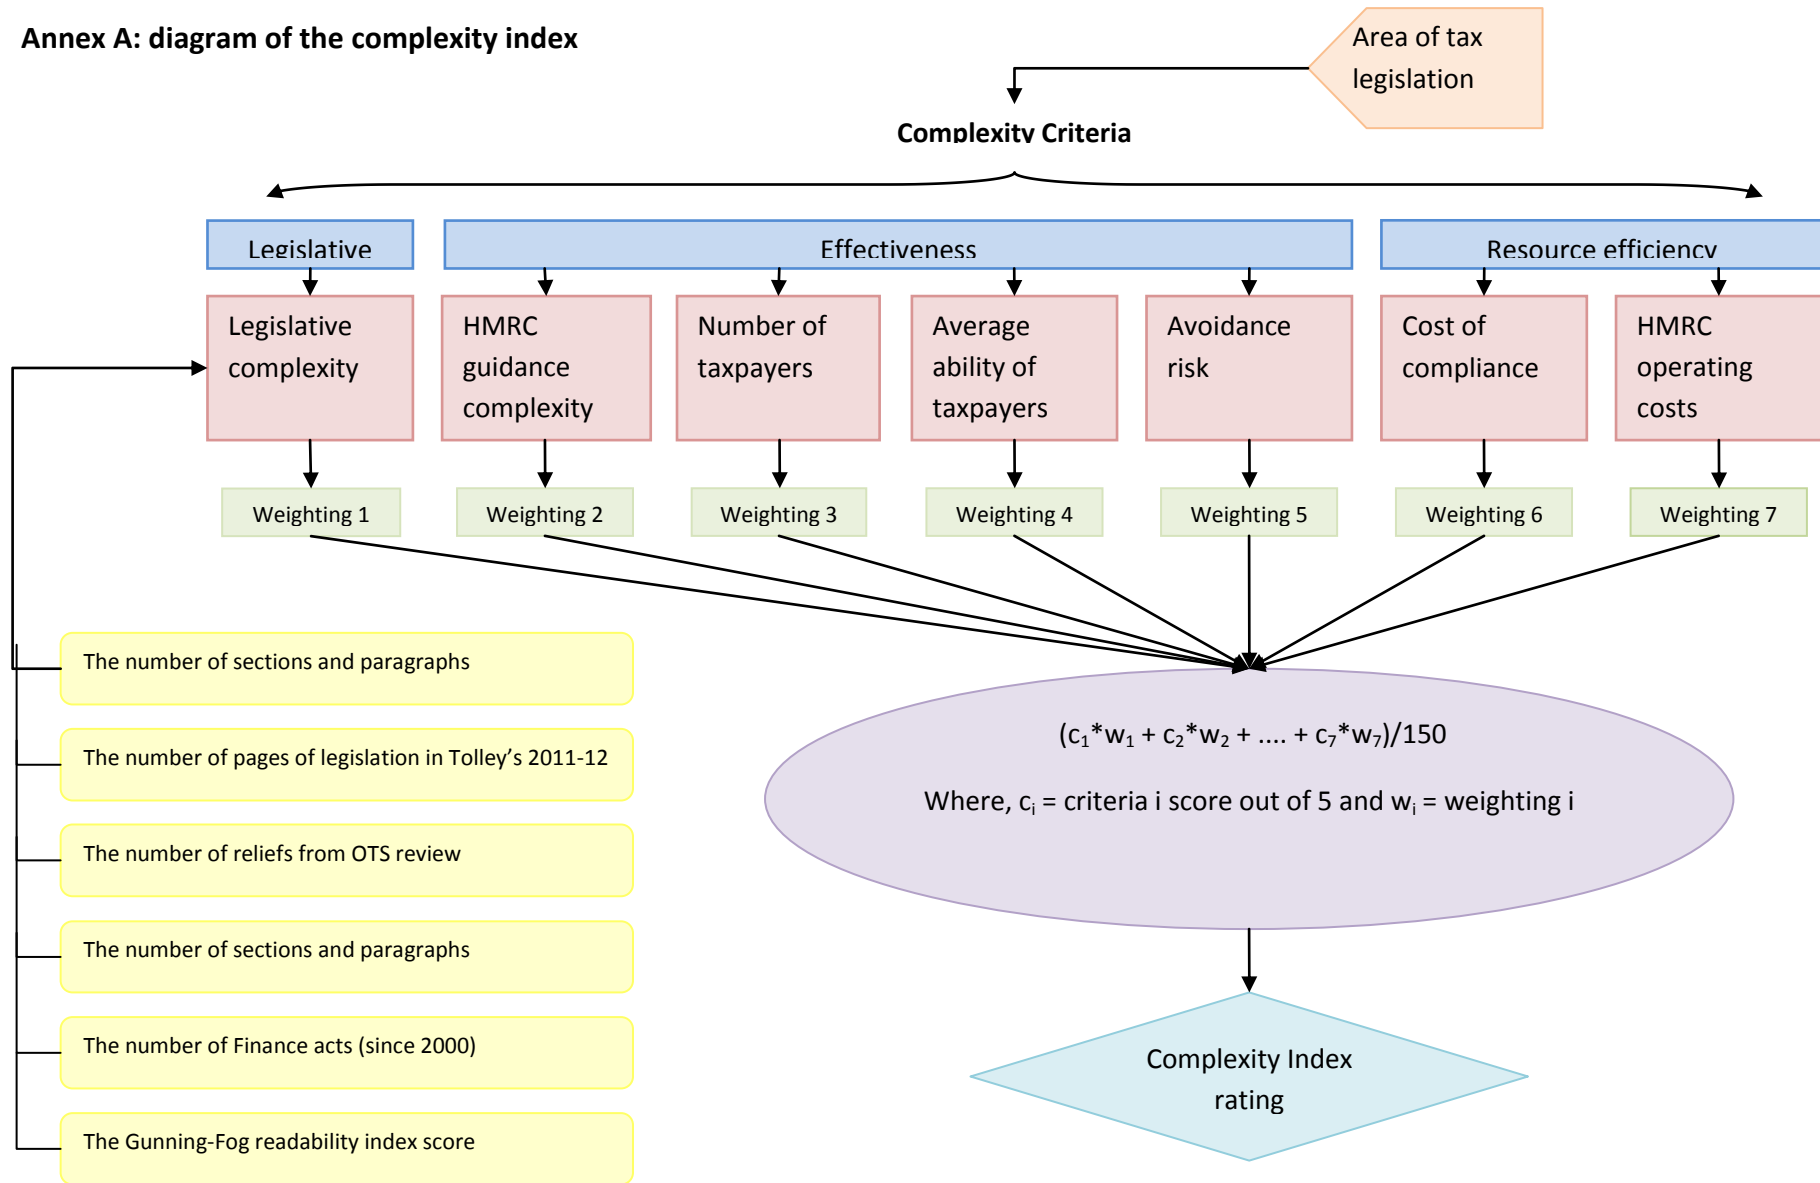 Annex A: diagram of the complexity index
Area of tax
legislation
Complexity Criteria
Legislative
Effectiveness
Resource efficiency
Legislative
complexity
HMRC
guidance
complexity
Number of
taxpayers
Average
ability of
taxpayers
Avoidance
risk
Cost of
compliance
HMRC
operating
costs
Weighting 1
Weighting 2
Weighting 3
Weighting 4
Weighting 5
Weighting 6
Weighting 7
The number of sections and paragraphs
The number of pages of legislation in Tolley’s 2011-12
The number of reliefs from OTS review
The number of sections and paragraphs
The number of Finance acts (since 2000)
The Gunning-Fog readability index score
(c₁*w₁ + c₂*w₂ + .... + c₇*w₇)/150
Where, cᵢ = criteria i score out of 5 and wᵢ = weighting i
Complexity Index
rating